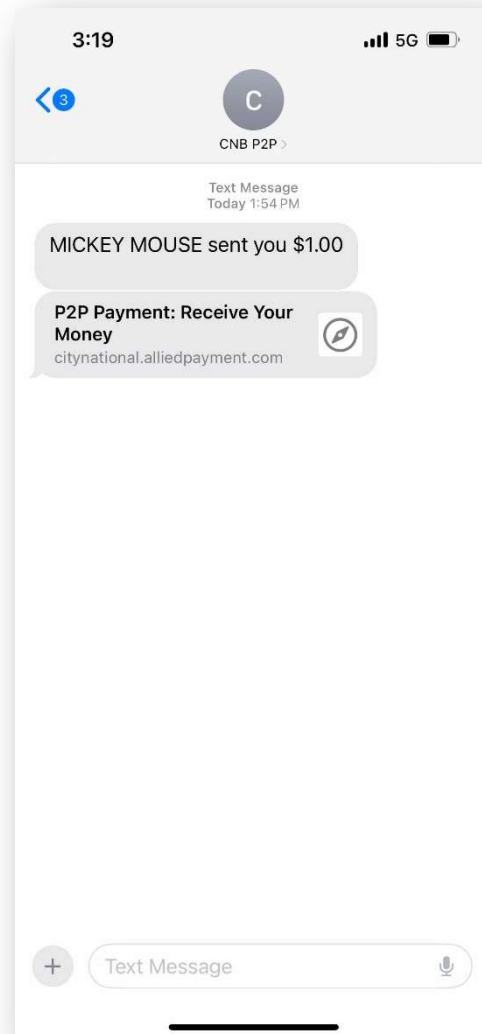 3:19
5G
3
C
CNB P2P
Text Message
Today 1:54 PM
MICKEY MOUSE sent you $1.00
P2P Payment: Receive Your
Money
citynational.alliedpayment.com
Text Message